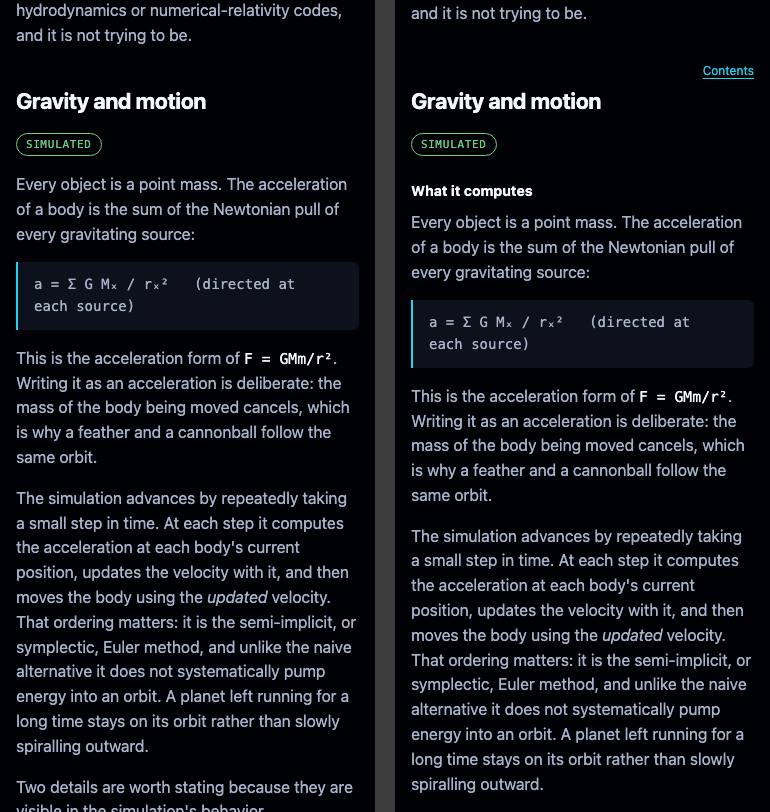 hydrodynamics or numerical-relativity codes,
and it is not trying to be.
Gravity and motion
SIMULATED
Every object is a point mass. The acceleration
of a body is the sum of the Newtonian pull of
every gravitating source:
a = Σ G Mₓ / rₓ²   (directed at
each source)
This is the acceleration form of F = GMm/r².
Writing it as an acceleration is deliberate: the
mass of the body being moved cancels, which
is why a feather and a cannonball follow the
same orbit.
The simulation advances by repeatedly taking
a small step in time. At each step it computes
the acceleration at each body's current
position, updates the velocity with it, and then
moves the body using the updated velocity.
That ordering matters: it is the semi-implicit, or
symplectic, Euler method, and unlike the naive
alternative it does not systematically pump
energy into an orbit. A planet left running for a
long time stays on its orbit rather than slowly
spiralling outward.
Two details are worth stating because they are
visible in the simulation's behavior.
and it is not trying to be.
Contents
Gravity and motion
SIMULATED
What it computes
Every object is a point mass. The acceleration
of a body is the sum of the Newtonian pull of
every gravitating source:
a = Σ G Mₓ / rₓ²   (directed at
each source)
This is the acceleration form of F = GMm/r².
Writing it as an acceleration is deliberate: the
mass of the body being moved cancels, which
is why a feather and a cannonball follow the
same orbit.
The simulation advances by repeatedly taking
a small step in time. At each step it computes
the acceleration at each body's current
position, updates the velocity with it, and then
moves the body using the updated velocity.
That ordering matters: it is the semi-implicit, or
symplectic, Euler method, and unlike the naive
alternative it does not systematically pump
energy into an orbit. A planet left running for a
long time stays on its orbit rather than slowly
spiralling outward.